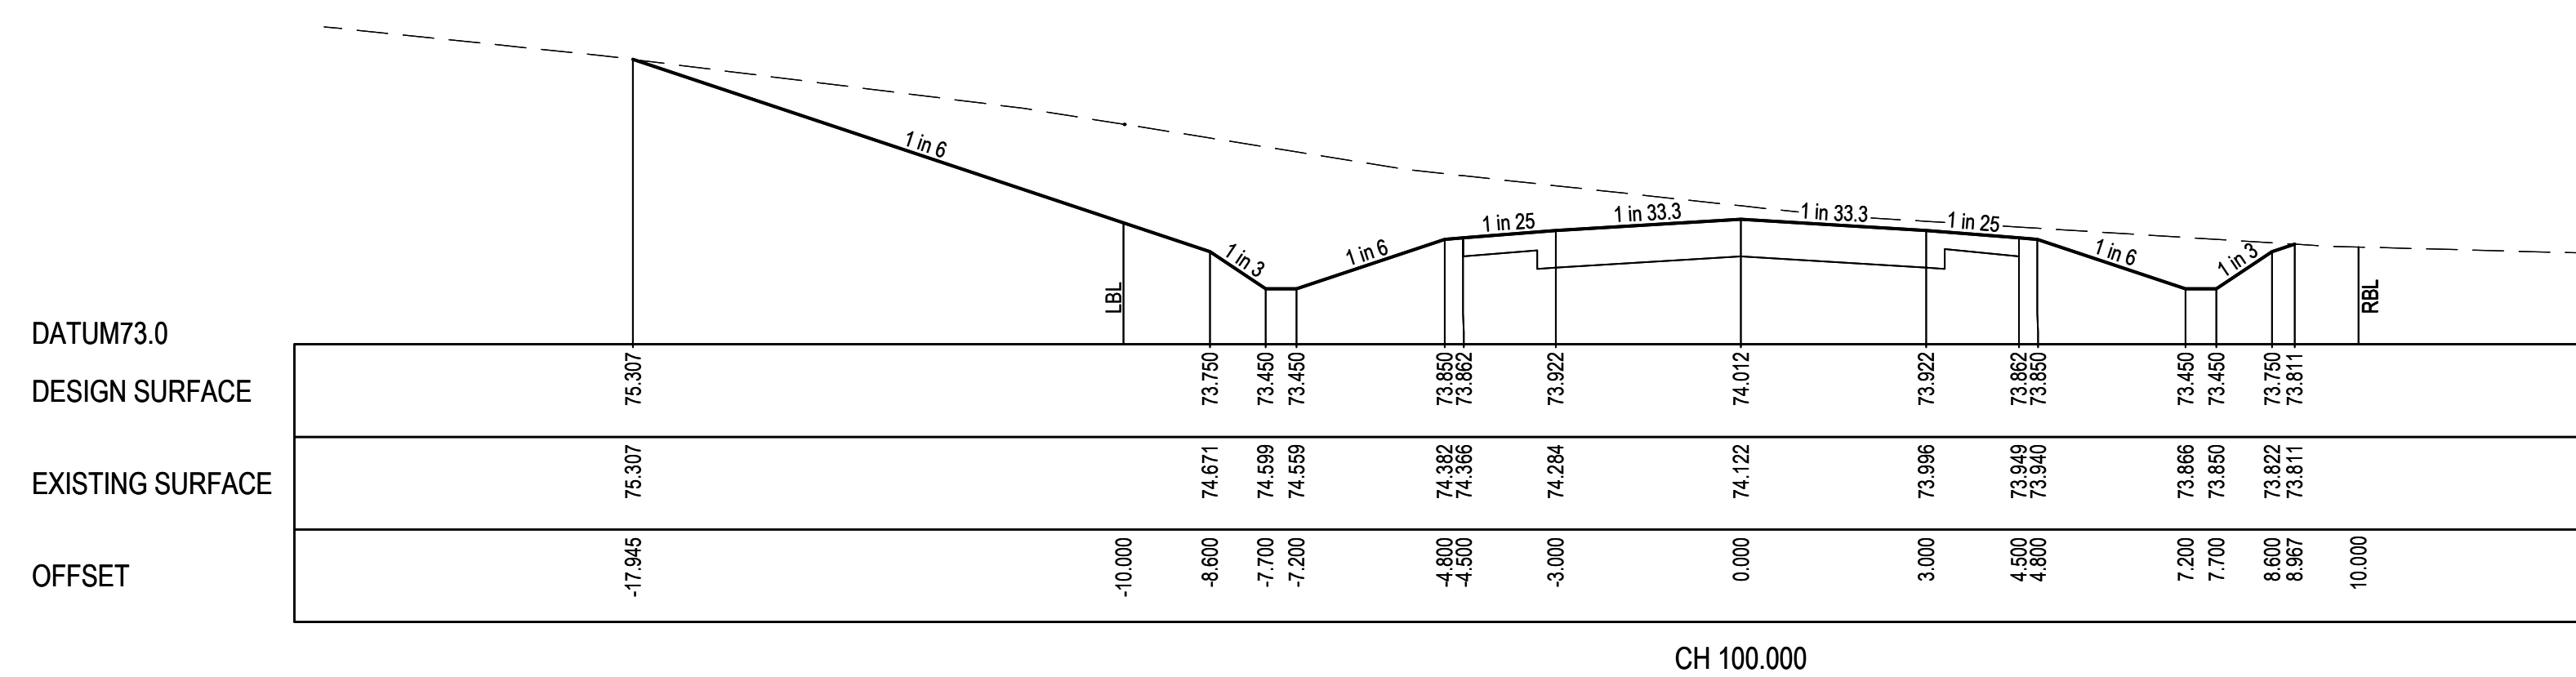 1 in 6
1 in 3
1 in 6
1 in 25
1 in 33.3
1 in 33.3
1 in 25
1 in 6
1 in 3
LBL
RBL
DATUM73.0
DESIGN SURFACE 75.307 73.750 73.450 73.450 73.850 73.862 73.922 74.012 73.922 73.862 73.850 73.450 73.450 73.750 73.811
EXISTING SURFACE 75.307 74.671 74.599 74.559 74.382 74.366 74.284 74.122 73.996 73.949 73.940 73.866 73.850 73.822 73.811
OFFSET -17.945 -10.000 -8.600 -7.700 -7.200 -4.800 -4.500 -3.000 0.000 3.000 4.500 4.800 7.200 7.700 8.600 8.967 10.000
CH 100.000